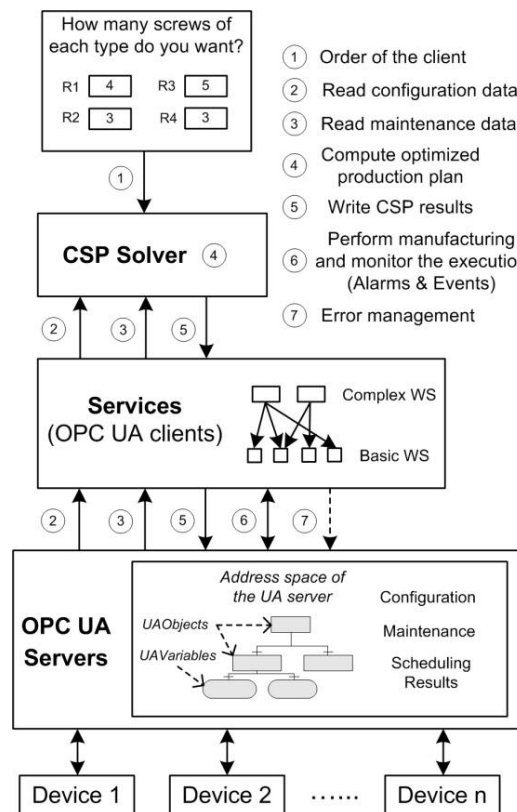 How many screws of
each type do you want?
R1 4 R3 5
R2 3 R4 3
1 Order of the client
2 Read configuration data
3 Read maintenance data
4 Compute optimized
production plan
5 Write CSP results
6 Perform manufacturing
and monitor the executio
(Alarms & Events)
7 Error management
1
CSP Solver 4
2 3 5
Services
(OPC UA clients)
Complex WS
Basic WS
2 3 5 6 7
OPC UA
Servers
Address space of
the UA server
UAObjects
UAVariables
Configuration
Maintenance
Scheduling
Results
Device 1 Device 2 ...... Device n